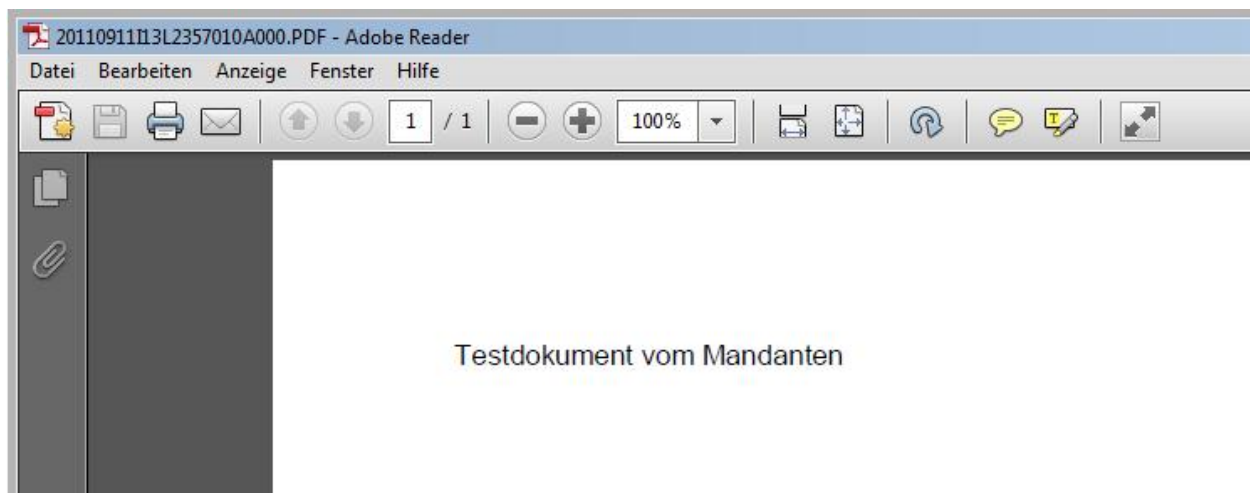 20110911I13L2357010A000.PDF - Adobe Reader
Datei Bearbeiten Anzeige Fenster Hilfe
1 / 1 100%
Testdokument vom Mandanten